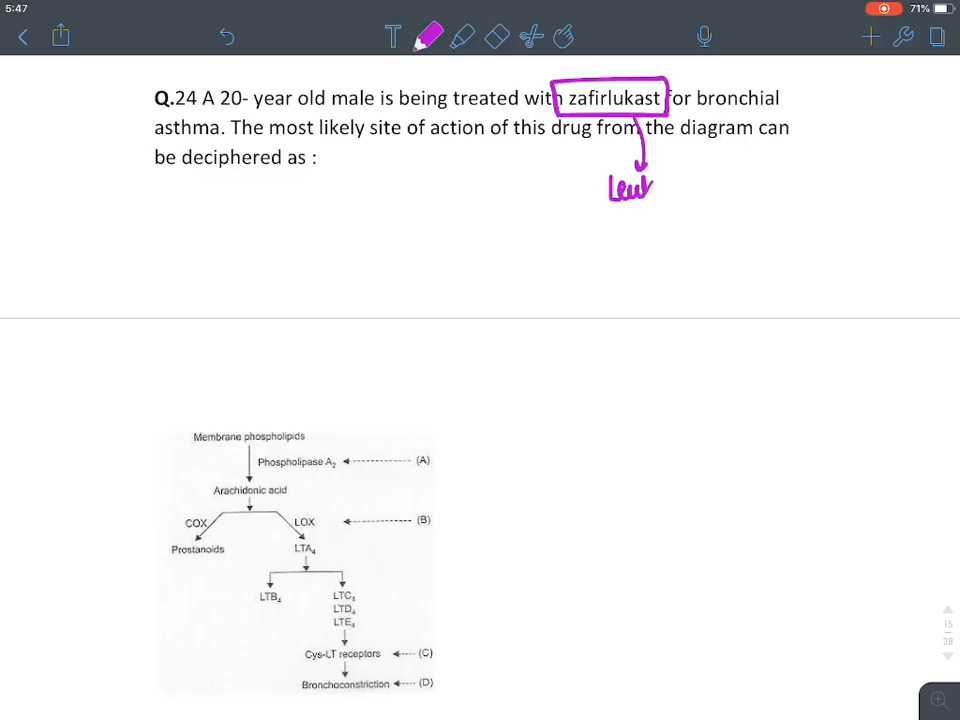 5:47
71%
T
Q.24 A 20- year old male is being treated with zafirlukast for bronchial
asthma. The most likely site of action of this drug from the diagram can
be deciphered as :
Leuk
Membrane phospholipids
Phospholipase A₂ (A)
Arachidonic acid
COX LOX (B)
Prostanoids LTA₄
LTB₄ LTC₄
LTD₄
LTE₄
Cys-LT receptors (C)
Bronchoconstriction (D)
15
28